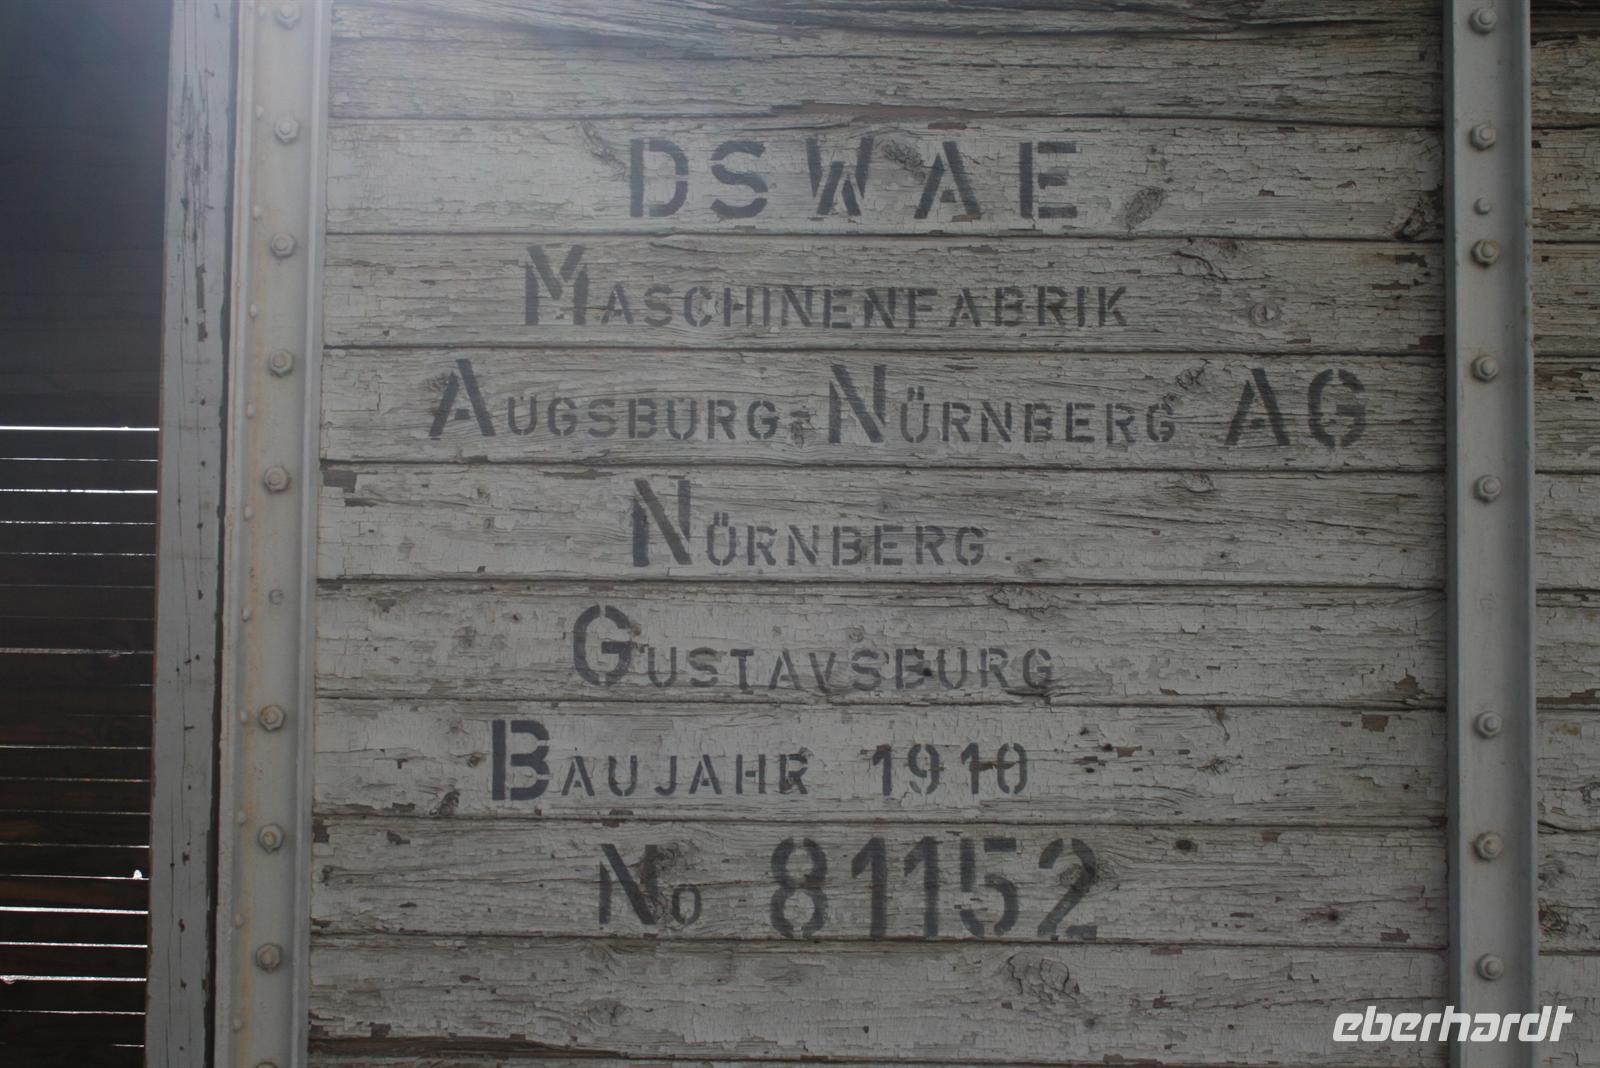 DSWAE
MASCHINENFABRIK
AUGSBURG-NÜRNBERG AG
NÜRNBERG
GUSTAVSBURG
BAUJAHR 1910
No 81152
eberhardt